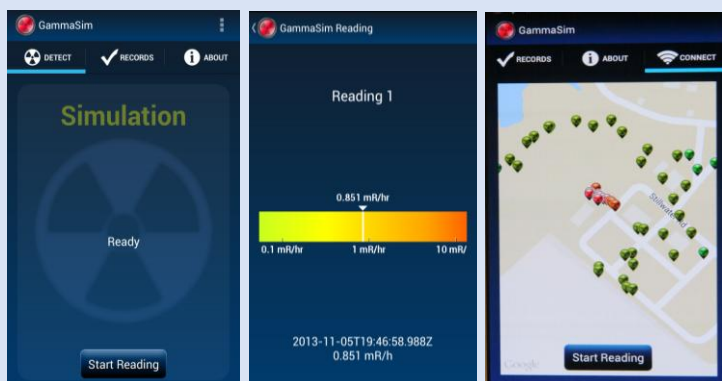 GammaSim
DETECT
RECORDS
ABOUT
Simulation
Ready
Start Reading
GammaSim Reading
Reading 1
0.851 mR/hr
0.1 mR/hr
1 mR/hr
10 mR/
2013-11-05T19:46:58.988Z
0.851 mR/h
GammaSim
RECORDS
ABOUT
CONNECT
Stillwater Rd
Start Reading
Google